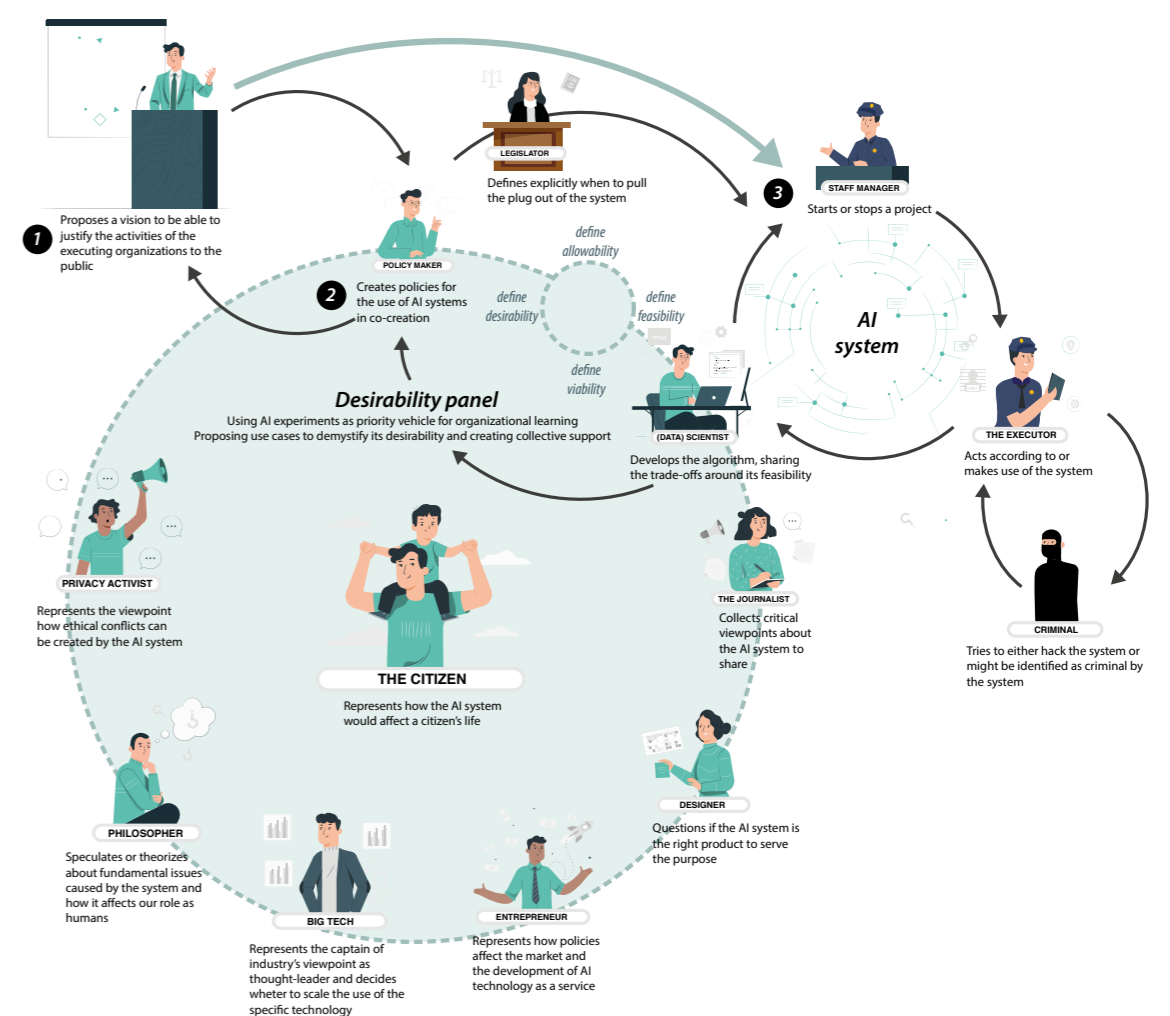 LEGISLATOR
Defines explicitly when to pull
the plug out of the system
3
STAFF MANAGER
Starts or stops a project
1
Proposes a vision to be able to
justify the activities of the
executing organizations to the
public
POLICY MAKER
2
Creates policies for
the use of AI systems
in co-creation
define
allowability
define
desirability
define
feasibility
define
viability
AI
system
Desirability panel
Using AI experiments as priority vehicle for organizational learning
Proposing use cases to demystify its desirability and creating collective support
(DATA) SCIENTIST
Develops the algorithm, sharing
the trade-offs around its feasibility
THE EXECUTOR
Acts according to or
makes use of the system
CRIMINAL
Tries to either hack the system or
might be identified as criminal by
the system
PRIVACY ACTIVIST
Represents the viewpoint
how ethical conflicts can
be created by the AI system
THE CITIZEN
Represents how the AI system
would affect a citizen's life
THE JOURNALIST
Collects critical
viewpoints about
the AI system to
share
DESIGNER
Questions if the AI system is
the right product to serve
the purpose
PHILOSOPHER
Speculates or theorizes
about fundamental issues
caused by the system and
how it affects our role as
humans
BIG TECH
Represents the captain of
industry's viewpoint as
thought-leader and decides
wheter to scale the use of the
specific technology
ENTREPRENEUR
Represents how policies
affect the market and
the development of AI
technology as a service